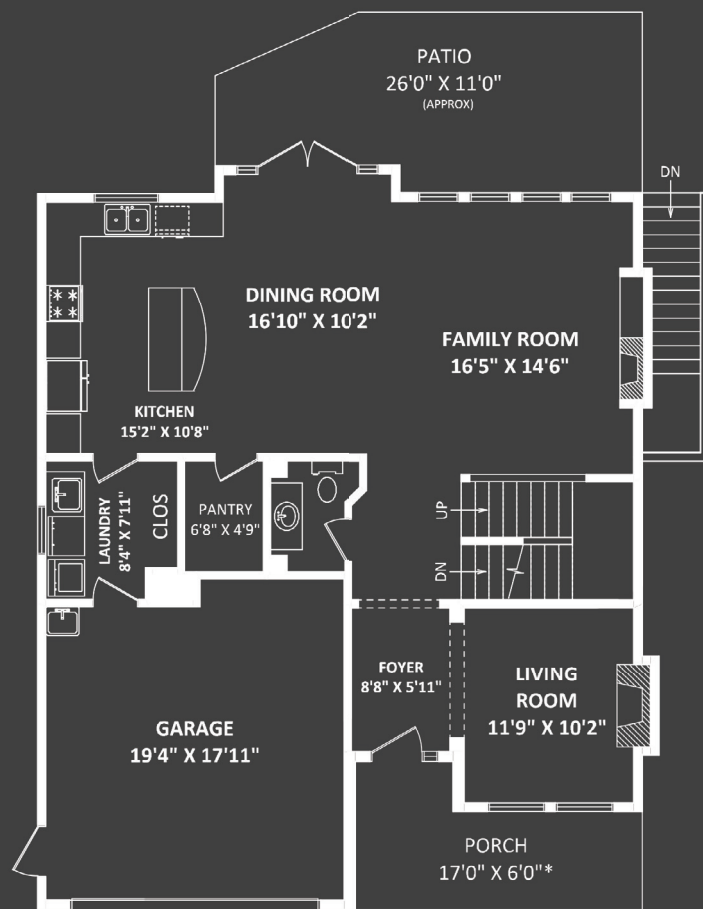 PATIO
26'0" X 11'0"
(APPROX)
DN
DINING ROOM
16'10" X 10'2"
FAMILY ROOM
16'5" X 14'6"
KITCHEN
15'2" X 10'8"
LAUNDRY
8'4" X 7'11"
CLOS
PANTRY
6'8" X 4'9"
UP
DN
FOYER
8'8" X 5'11"
LIVING
ROOM
11'9" X 10'2"
GARAGE
19'4" X 17'11"
PORCH
17'0" X 6'0"*